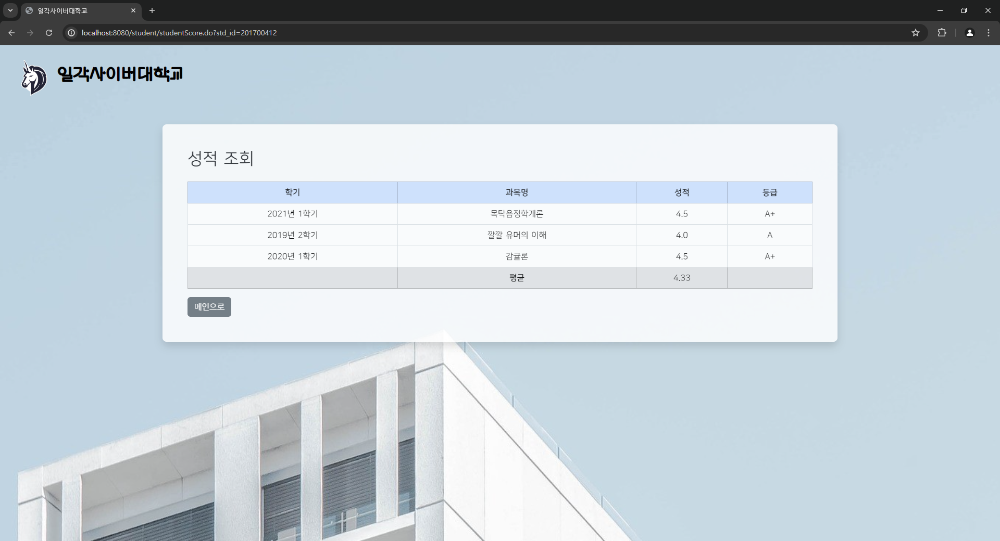 일각사이버대학교
localhost:8080/student/studentScore.do?std_id=201700412
일각사이버대학교
성적 조회
학기 과목명 성적 등급
2021년 1학기 목탁음정학개론 4.5 A+
2019년 2학기 깔깔 유머의 이해 4.0 A
2020년 1학기 감귤론 4.5 A+
평균 4.33
메인으로